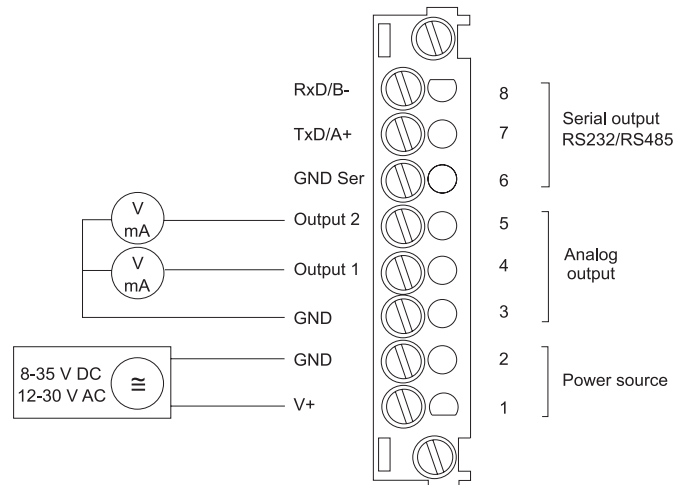 RxD/B- 8
TxD/A+ 7
Serial output
RS232/RS485
GND Ser 6
V
mA
Output 2 5
V
mA
Output 1 4
Analog
output
GND 3
GND 2
8-35 V DC
12-30 V AC
≅
Power source
V+ 1